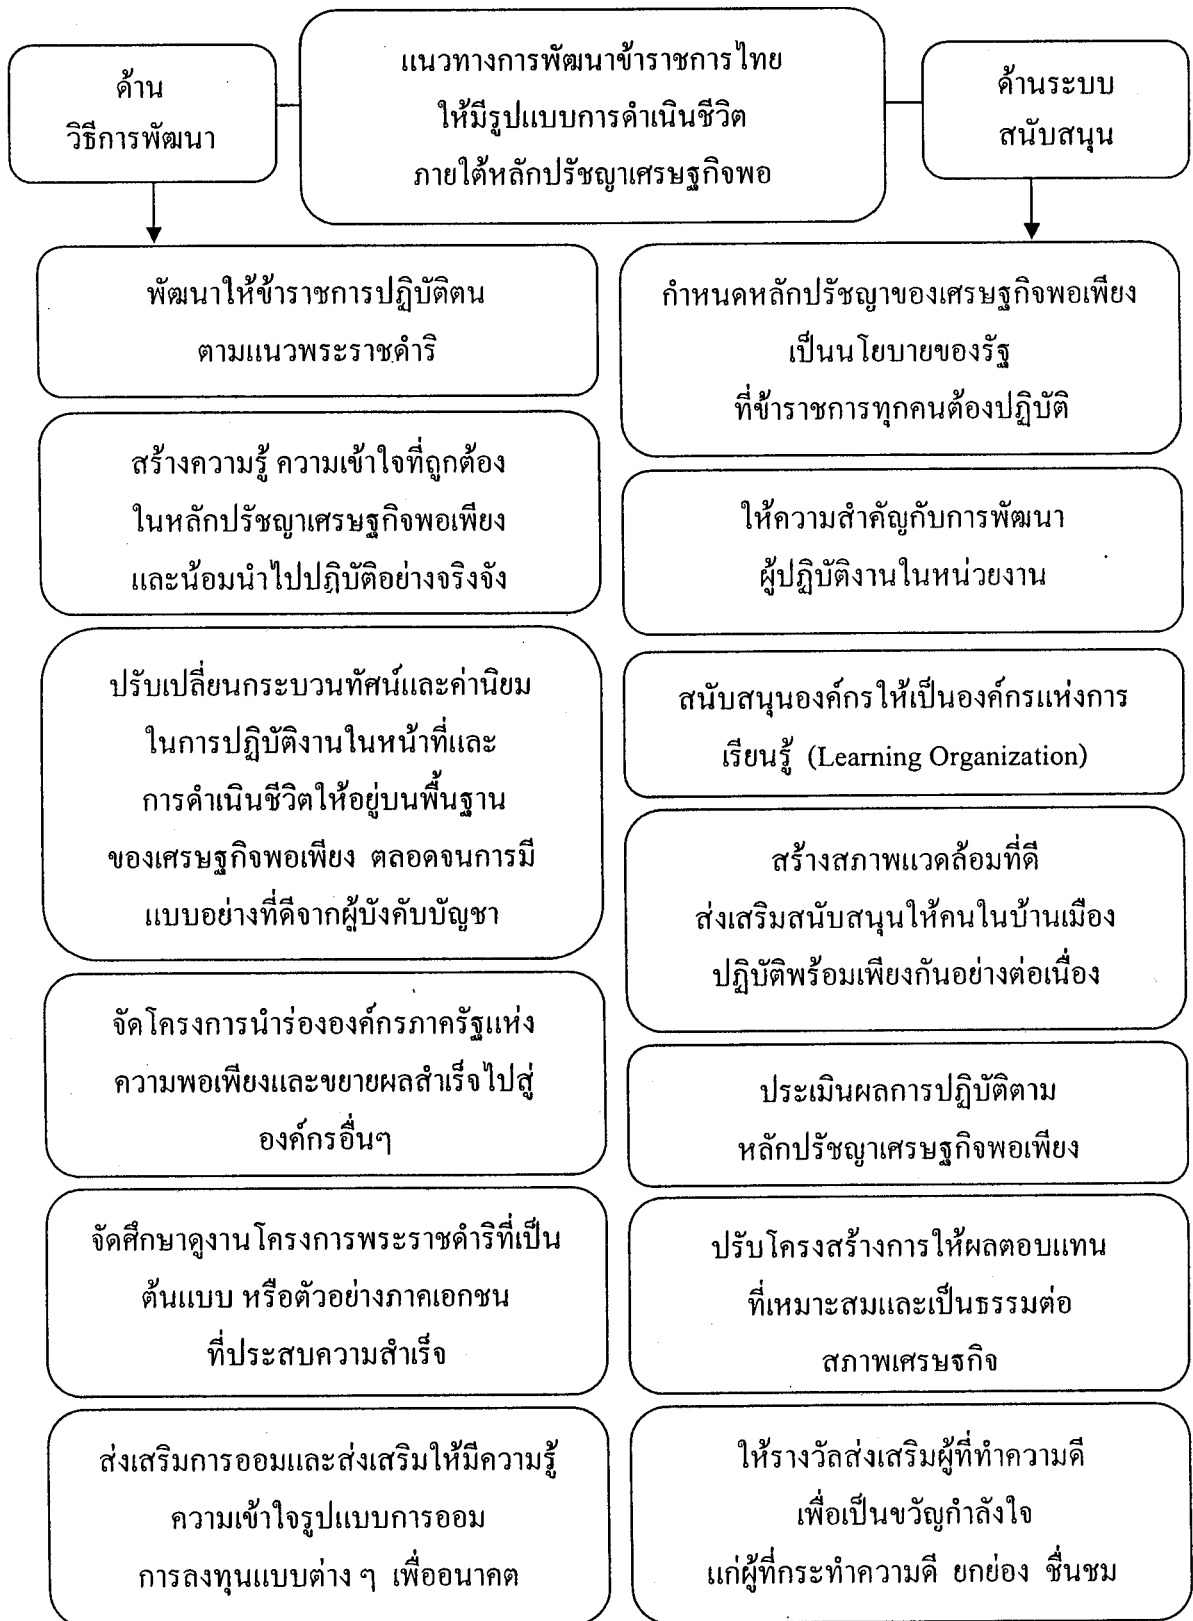 แนวทางการพัฒนาข้าราชการไทย
ให้มีรูปแบบการดำเนินชีวิต
ภายใต้หลักปรัชญาเศรษฐกิจพอ
ด้าน
วิธีการพัฒนา
พัฒนาให้ข้าราชการปฏิบัติตน
ตามแนวพระราชดำริ
สร้างความรู้ ความเข้าใจที่ถูกต้อง
ในหลักปรัชญาเศรษฐกิจพอเพียง
และน้อมนำไปปฏิบัติอย่างจริงจัง
ปรับเปลี่ยนกระบวนทัศน์และค่านิยม
ในการปฏิบัติงานในหน้าที่และ
การดำเนินชีวิตให้อยู่บนพื้นฐาน
ของเศรษฐกิจพอเพียง ตลอดจนการมี
แบบอย่างที่ดีจากผู้บังคับบัญชา
จัดโครงการนำร่ององค์กรภาครัฐแห่ง
ความพอเพียงและขยายผลสำเร็จไปสู่
องค์กรอื่นๆ
จัดศึกษาดูงานโครงการพระราชดำริที่เป็น
ต้นแบบ หรือตัวอย่างภาคเอกชน
ที่ประสบความสำเร็จ
ส่งเสริมการออมและส่งเสริมให้มีความรู้
ความเข้าใจรูปแบบการออม
การลงทุนแบบต่าง ๆ เพื่ออนาคต
ด้านระบบ
สนับสนุน
กำหนดหลักปรัชญาของเศรษฐกิจพอเพียง
เป็นนโยบายของรัฐ
ที่ข้าราชการทุกคนต้องปฏิบัติ
ให้ความสำคัญกับการพัฒนา
ผู้ปฏิบัติงานในหน่วยงาน
สนับสนุนองค์กรให้เป็นองค์กรแห่งการ
เรียนรู้ (Learning Organization)
สร้างสภาพแวดล้อมที่ดี
ส่งเสริมสนับสนุนให้คนในบ้านเมือง
ปฏิบัติพร้อมเพียงกันอย่างต่อเนื่อง
ประเมินผลการปฏิบัติตาม
หลักปรัชญาเศรษฐกิจพอเพียง
ปรับโครงสร้างการให้ผลตอบแทน
ที่เหมาะสมและเป็นธรรมต่อ
สภาพเศรษฐกิจ
ให้รางวัลส่งเสริมผู้ที่ทำความดี
เพื่อเป็นขวัญกำลังใจ
แก่ผู้ที่กระทำความดี ยกย่อง ชื่นชม